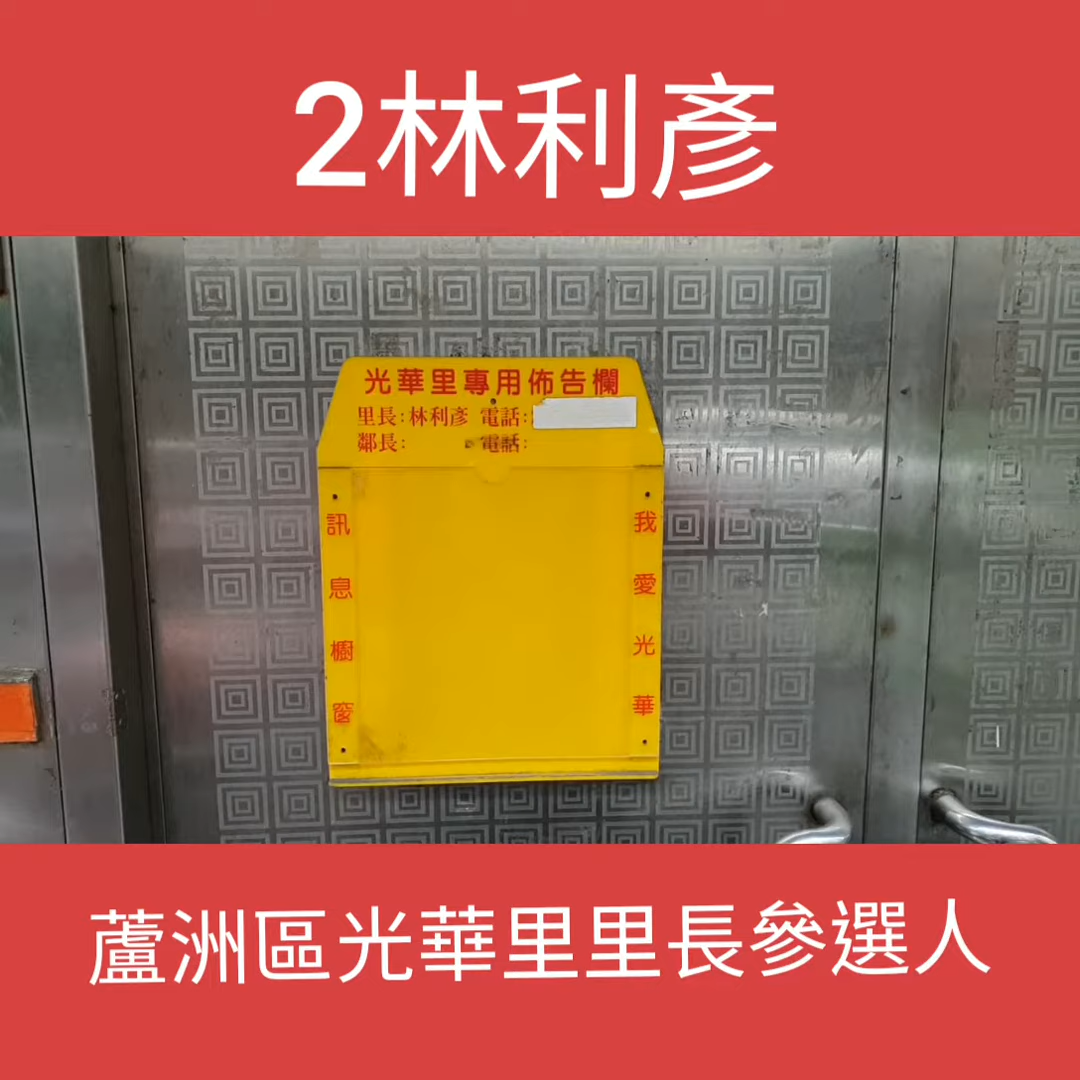 2林利彥
光華里專用佈告欄
里長:林利彥 電話:
鄰長: 電話:
訊息櫥窗
我愛光華
蘆洲區光華里里長參選人